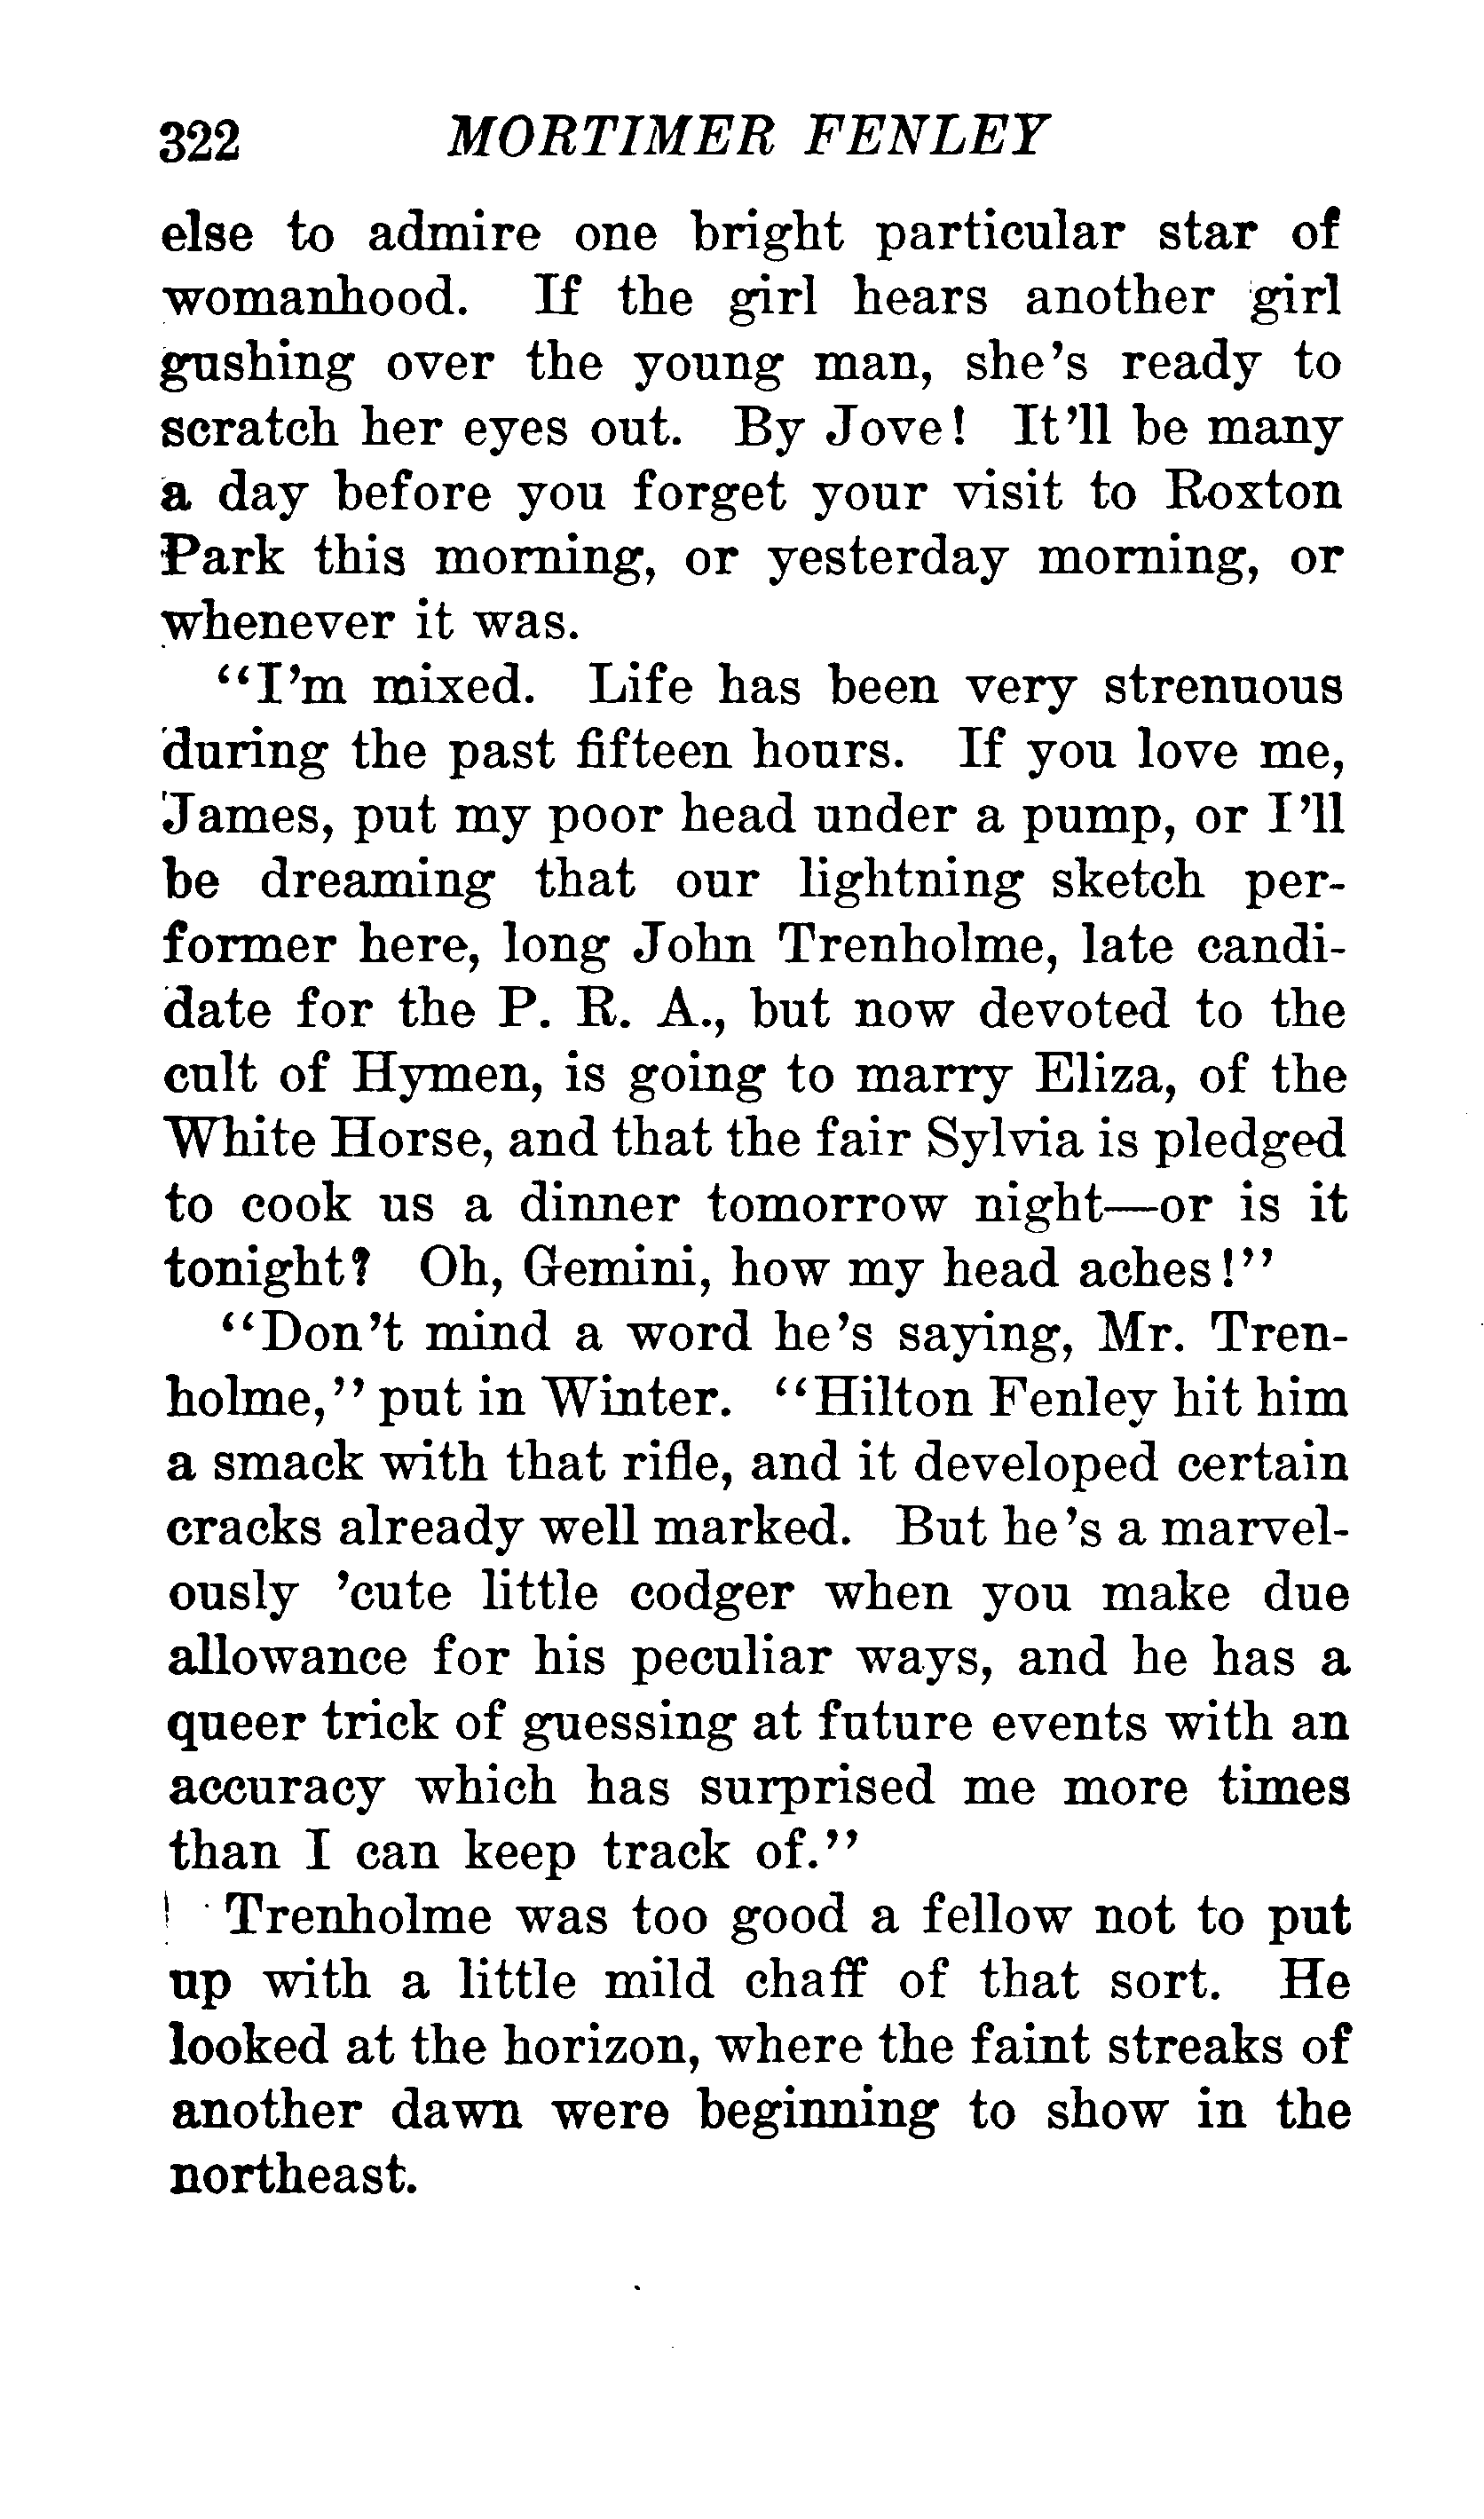 322 MORTIMER FENLEY
else to admire one bright particular star of
womanhood. If the girl hears another girl
gushing over the young man, she's ready to
scratch her eyes out. By Jove! It'll be many
a day before you forget your visit to Roxton
Park this morning, or yesterday morning, or
whenever it was.
"I'm mixed. Life has been very strenuous
during the past fifteen hours. If you love me,
James, put my poor head under a pump, or I'll
be dreaming that our lightning sketch per-
former here, long John Trenholme, late candi-
date for the P. R. A., but now devoted to the
cult of Hymen, is going to marry Eliza, of the
White Horse, and that the fair Sylvia is pledged
to cook us a dinner tomorrow night—or is it
tonight? Oh, Gemini, how my head aches!"
"Don't mind a word he's saying, Mr. Tren-
holme," put in Winter. "Hilton Fenley hit him
a smack with that rifle, and it developed certain
cracks already well marked. But he's a marvel-
ously 'cute little codger when you make due
allowance for his peculiar ways, and he has a
queer trick of guessing at future events with an
accuracy which has surprised me more times
than I can keep track of."
Trenholme was too good a fellow not to put
up with a little mild chaff of that sort. He
looked at the horizon, where the faint streaks of
another dawn were beginning to show in the
northeast.